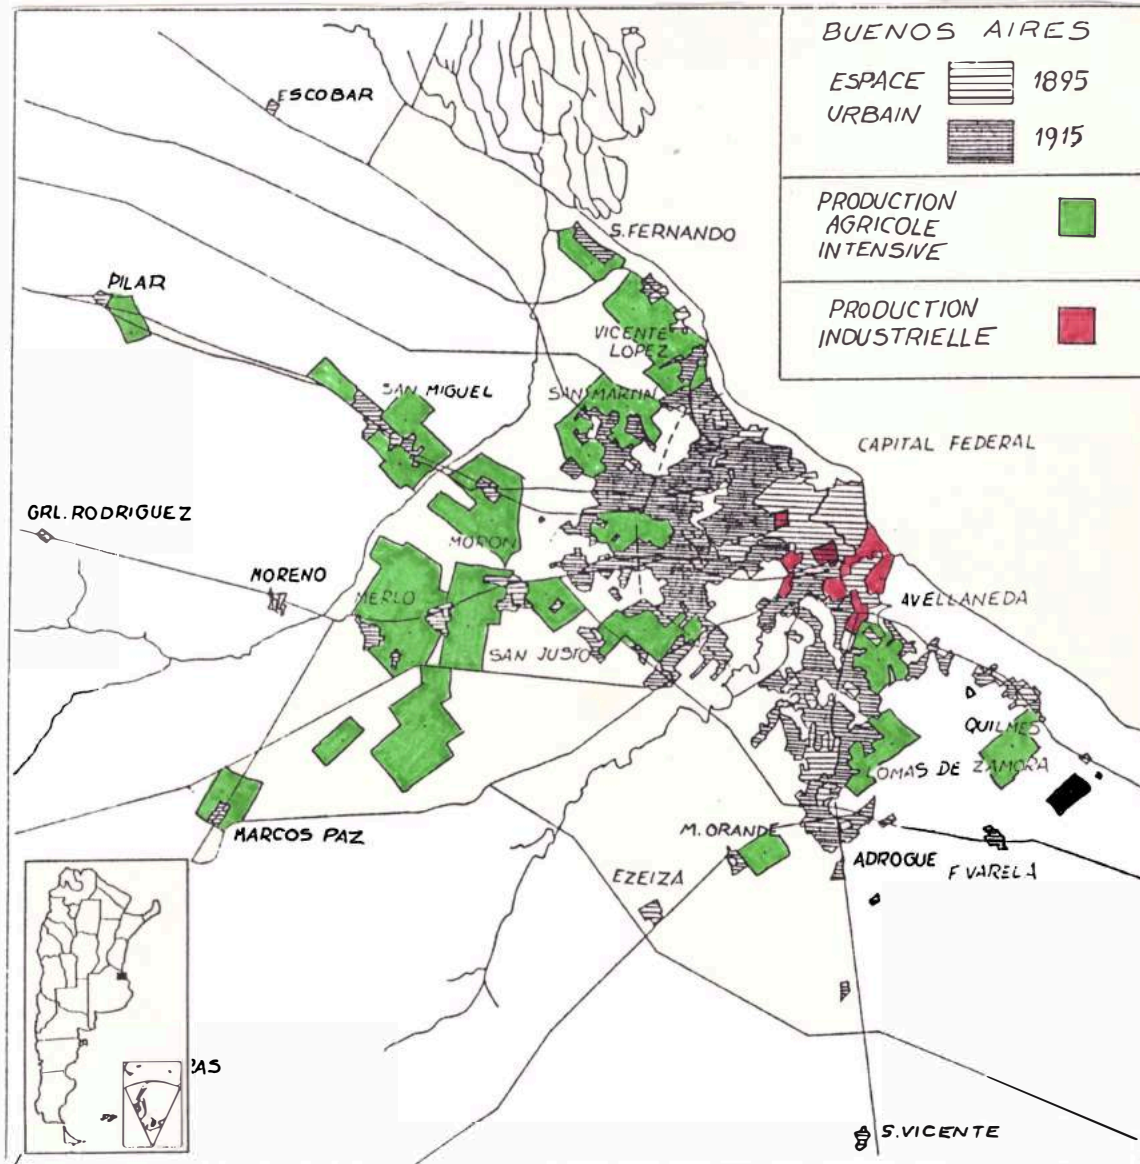 BUENOS AIRES
ESPACE
URBAIN
1895
1915
PRODUCTION
AGRICOLE
INTENSIVE
PRODUCTION
INDUSTRIELLE
ESCOBAR
S.FERNANDO
PILAR
VICENTE
LOPEZ
SAN MIGUEL
SAN MARTIN
CAPITAL FEDERAL
GRL. RODRIGUEZ
MORON
MORENO
MERLO
AVELLANEDA
SAN JUSTO
QUILMES
OMAS DE ZAMORA
MARCOS PAZ
M. GRANDE
ADROGUE
F VARELA
EZEIZA
S.VICENTE